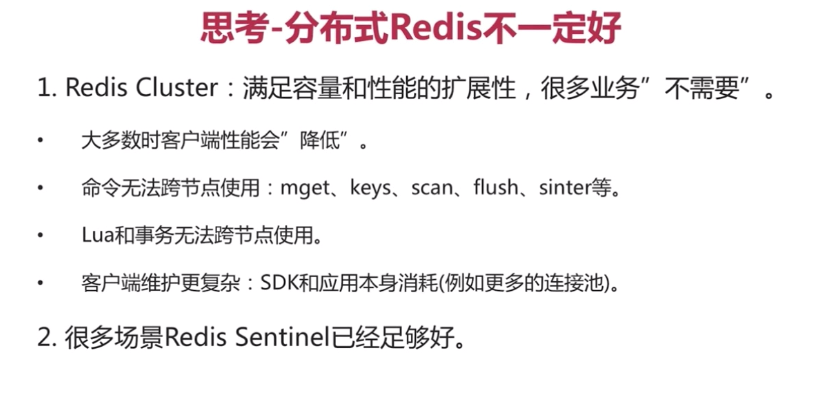 思考-分布式Redis不一定好
1. Redis Cluster：满足容量和性能的扩展性，很多业务”不需要”。
• 大多数时客户端性能会”降低”。
• 命令无法跨节点使用：mget、keys、scan、flush、sinter等。
• Lua和事务无法跨节点使用。
• 客户端维护更复杂：SDK和应用本身消耗(例如更多的连接池)。
2. 很多场景Redis Sentinel已经足够好。